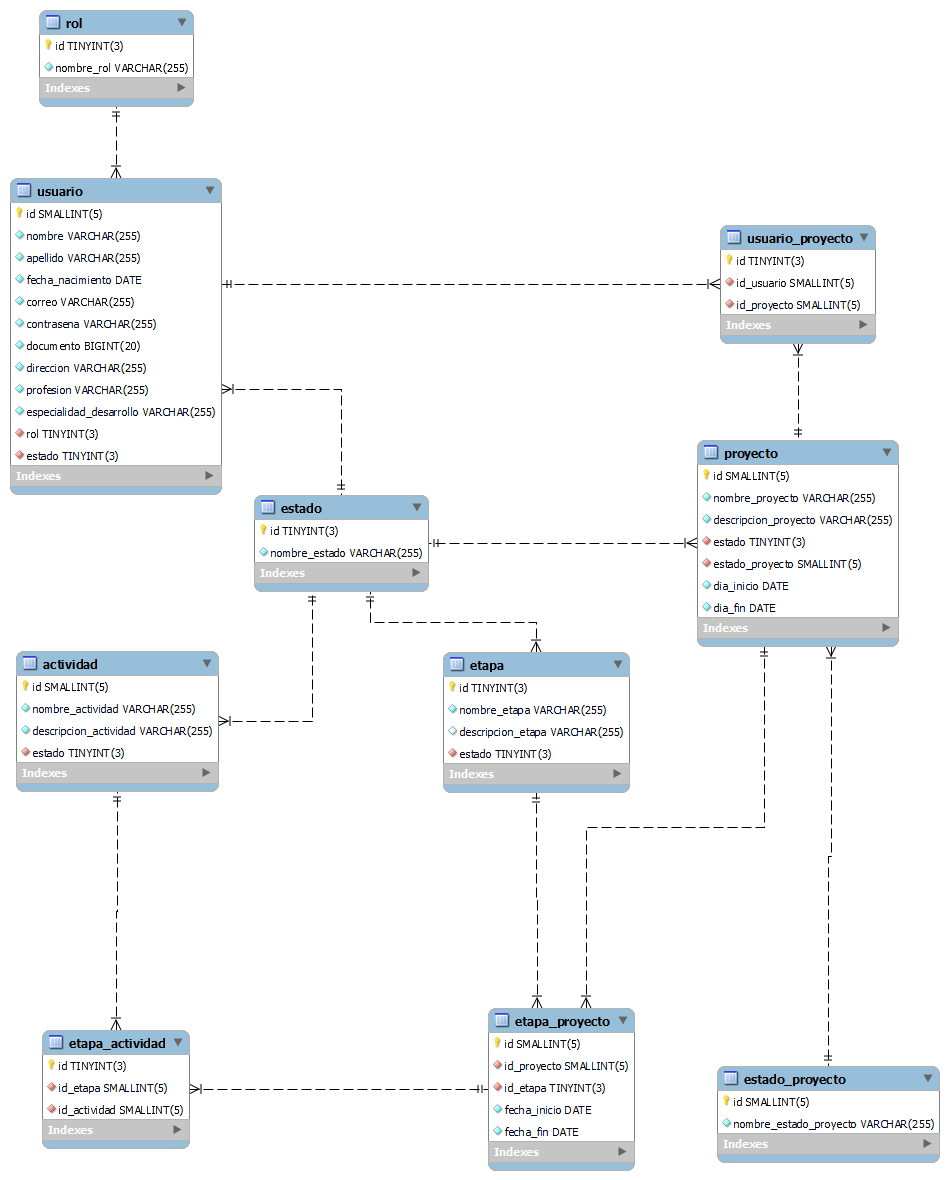 rol
id TINYINT(3)
nombre_rol VARCHAR(255)
Indexes
usuario
id SMALLINT(5)
nombre VARCHAR(255)
apellido VARCHAR(255)
fecha_nacimiento DATE
correo VARCHAR(255)
contrasena VARCHAR(255)
documento BIGINT(20)
direccion VARCHAR(255)
profesion VARCHAR(255)
especialidad_desarrollo VARCHAR(255)
rol TINYINT(3)
estado TINYINT(3)
Indexes
usuario_proyecto
id TINYINT(3)
id_usuario SMALLINT(5)
id_proyecto SMALLINT(5)
Indexes
proyecto
id SMALLINT(5)
nombre_proyecto VARCHAR(255)
descripcion_proyecto VARCHAR(255)
estado TINYINT(3)
estado_proyecto SMALLINT(5)
dia_inicio DATE
dia_fin DATE
Indexes
estado
id TINYINT(3)
nombre_estado VARCHAR(255)
Indexes
actividad
id SMALLINT(5)
nombre_actividad VARCHAR(255)
descripcion_actividad VARCHAR(255)
estado TINYINT(3)
Indexes
etapa
id TINYINT(3)
nombre_etapa VARCHAR(255)
descripcion_etapa VARCHAR(255)
estado TINYINT(3)
Indexes
etapa_actividad
id TINYINT(3)
id_etapa SMALLINT(5)
id_actividad SMALLINT(5)
Indexes
etapa_proyecto
id SMALLINT(5)
id_proyecto SMALLINT(5)
id_etapa TINYINT(3)
fecha_inicio DATE
fecha_fin DATE
Indexes
estado_proyecto
id SMALLINT(5)
nombre_estado_proyecto VARCHAR(255)
Indexes